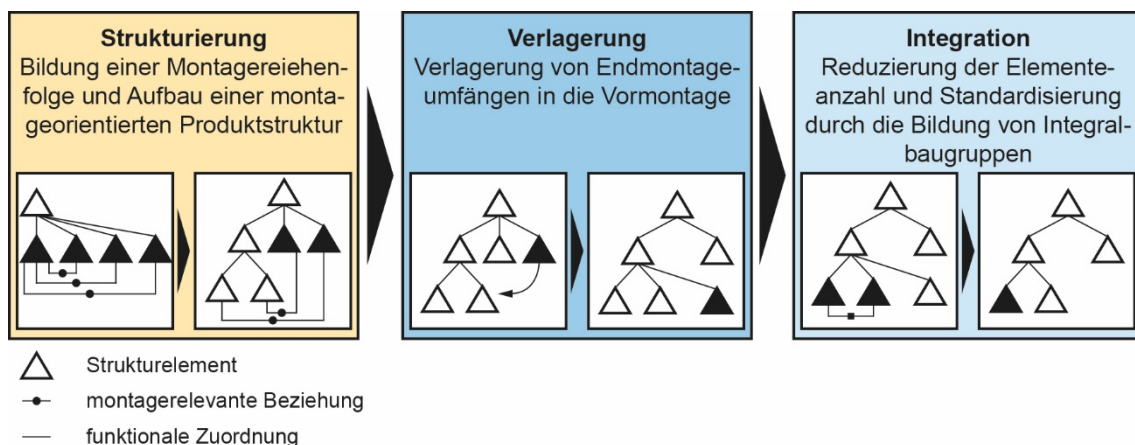 Strukturierung
Bildung einer Montagereihen-
folge und Aufbau einer monta-
georientierten Produktstruktur
Verlagerung
Verlagerung von Endmontage-
umfängen in die Vormontage
Integration
Reduzierung der Elemente-
anzahl und Standardisierung
durch die Bildung von Integral-
baugruppen
Strukturelement
montagerelevante Beziehung
funktionale Zuordnung